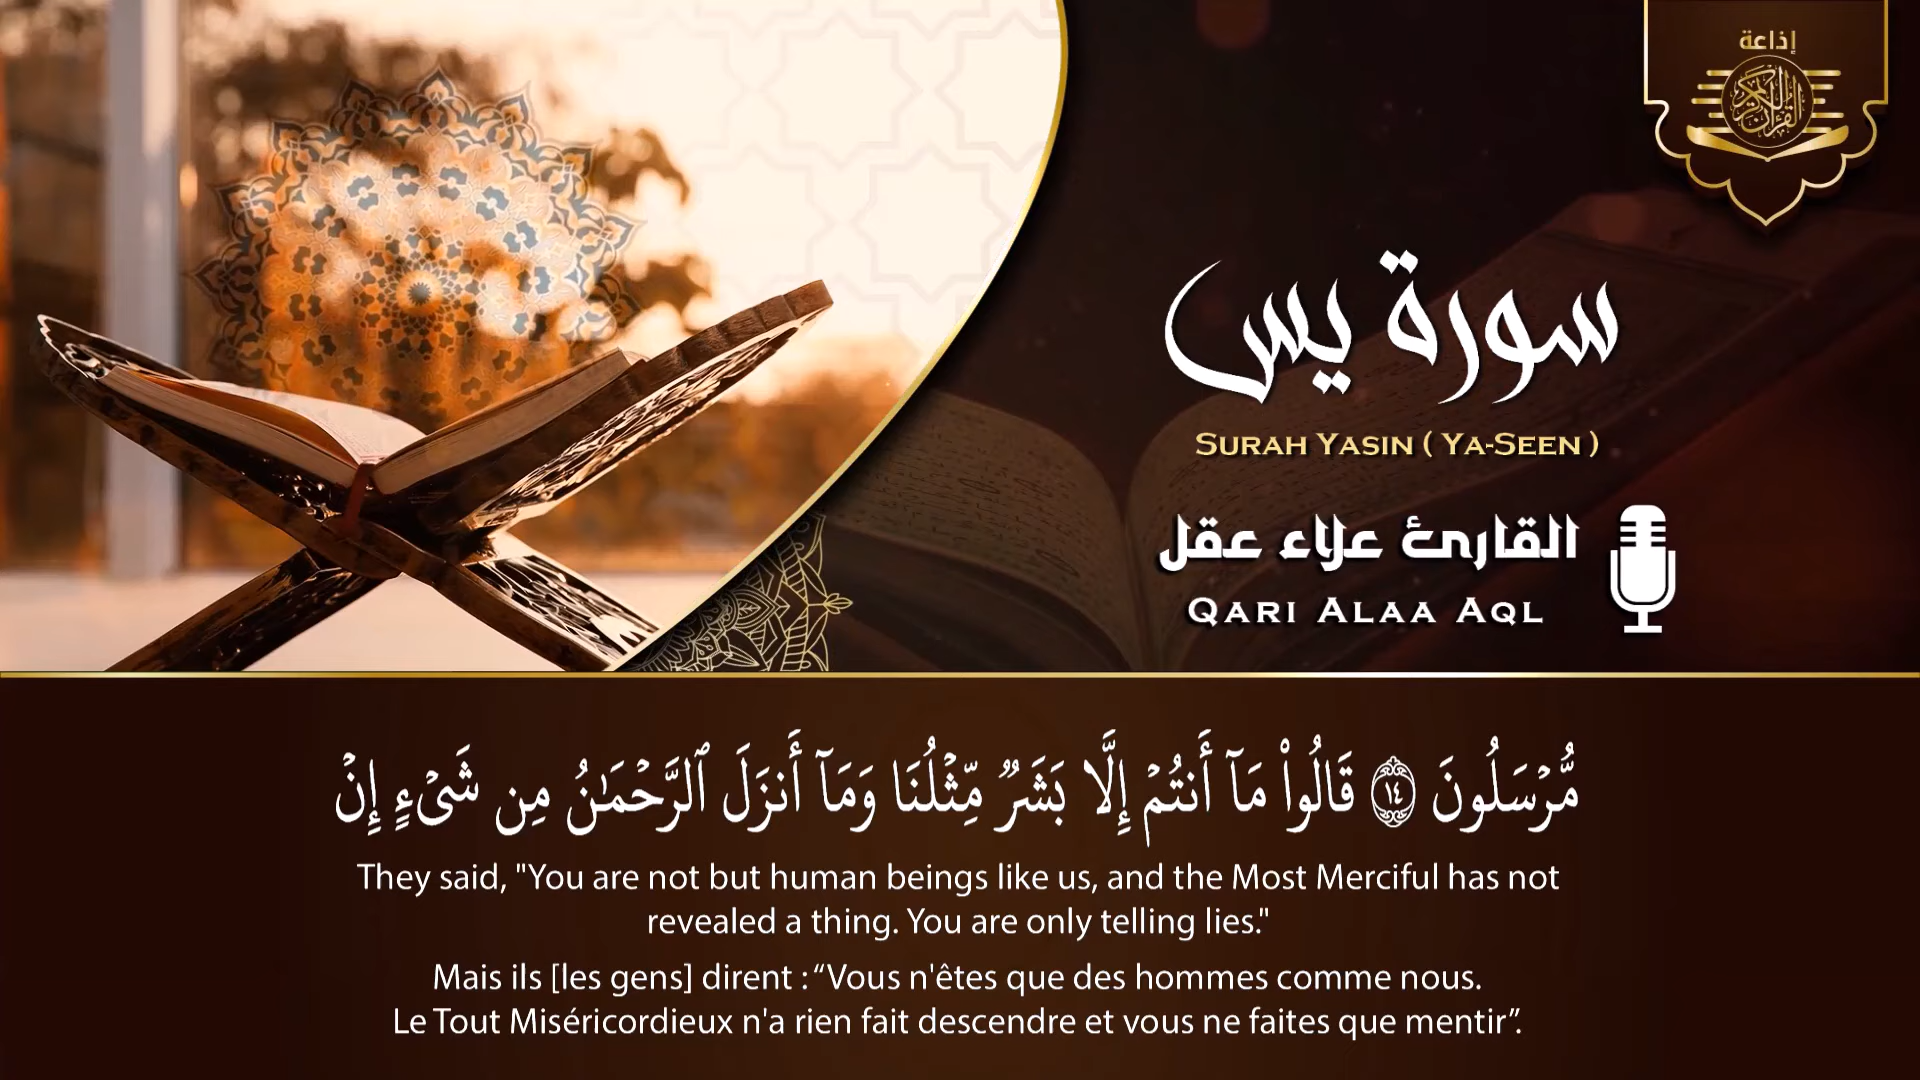 إذاعة
القرآن الكريم
سورة يس
SURAH YASIN ( YA-SEEN )
القارئ علاء عقل
QARI ALAA AQL
مُّرْسَلُونَ ١٤ قَالُوا۟ مَآ أَنتُمْ إِلَّا بَشَرٌ مِّثْلُنَا وَمَآ أَنزَلَ ٱلرَّحْمَـٰنُ مِن شَىْءٍ إِنْ
They said, "You are not but human beings like us, and the Most Merciful has not
revealed a thing. You are only telling lies."
Mais ils [les gens] dirent : “Vous n'êtes que des hommes comme nous.
Le Tout Miséricordieux n'a rien fait descendre et vous ne faites que mentir”.